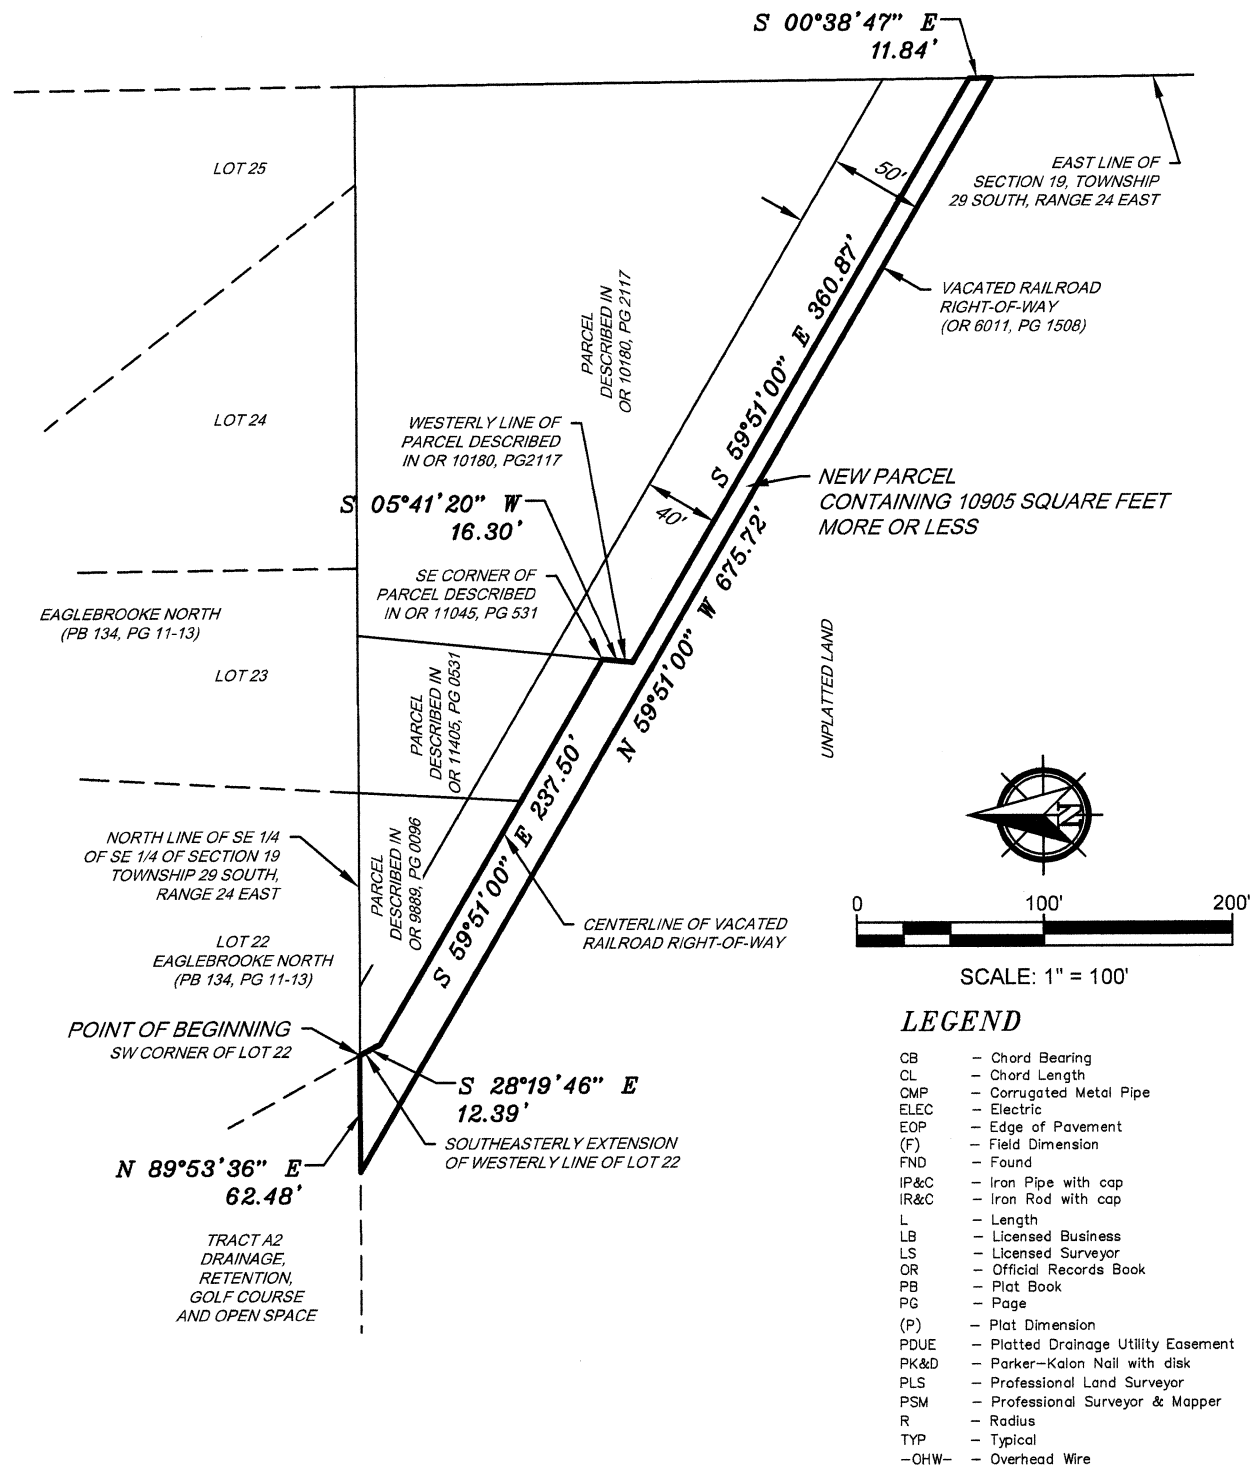 S 00°38'47" E
11.84'
LOT 25
50'
EAST LINE OF
SECTION 19, TOWNSHIP
29 SOUTH, RANGE 24 EAST
VACATED RAILROAD
RIGHT-OF-WAY
(OR 6011, PG 1508)
PARCEL
DESCRIBED IN
OR 10180, PG 2117
S 59°51'00" E 360.87'
LOT 24
WESTERLY LINE OF
PARCEL DESCRIBED
IN OR 10180, PG2117
S 05°41'20" W
16.30'
40'
NEW PARCEL
CONTAINING 10905 SQUARE FEET
MORE OR LESS
SE CORNER OF
PARCEL DESCRIBED
IN OR 11045, PG 531
EAGLEBROOKE NORTH
(PB 134, PG 11-13)
LOT 23
N 59°51'00" W 675.72'
UNPLATTED LAND
PARCEL
DESCRIBED IN
OR 11405, PG 0531
S 59°51'00" E 237.50'
N
NORTH LINE OF SE 1/4
OF SE 1/4 OF SECTION 19
TOWNSHIP 29 SOUTH,
RANGE 24 EAST
PARCEL
DESCRIBED IN
OR 9889, PG 0096
CENTERLINE OF VACATED
RAILROAD RIGHT-OF-WAY
0 100' 200'
SCALE: 1" = 100'
LOT 22
EAGLEBROOKE NORTH
(PB 134, PG 11-13)
POINT OF BEGINNING
SW CORNER OF LOT 22
S 28°19'46" E
12.39'
SOUTHEASTERLY EXTENSION
OF WESTERLY LINE OF LOT 22
N 89°53'36" E
62.48'
TRACT A2
DRAINAGE,
RETENTION,
GOLF COURSE
AND OPEN SPACE
LEGEND
CB – Chord Bearing
CL – Chord Length
CMP – Corrugated Metal Pipe
ELEC – Electric
EOP – Edge of Pavement
(F) – Field Dimension
FND – Found
IP&C – Iron Pipe with cap
IR&C – Iron Rod with cap
L – Length
LB – Licensed Business
LS – Licensed Surveyor
OR – Official Records Book
PB – Plat Book
PG – Page
(P) – Plat Dimension
PDUE – Platted Drainage Utility Easement
PK&D – Parker–Kalon Nail with disk
PLS – Professional Land Surveyor
PSM – Professional Surveyor & Mapper
R – Radius
TYP – Typical
–OHW– – Overhead Wire